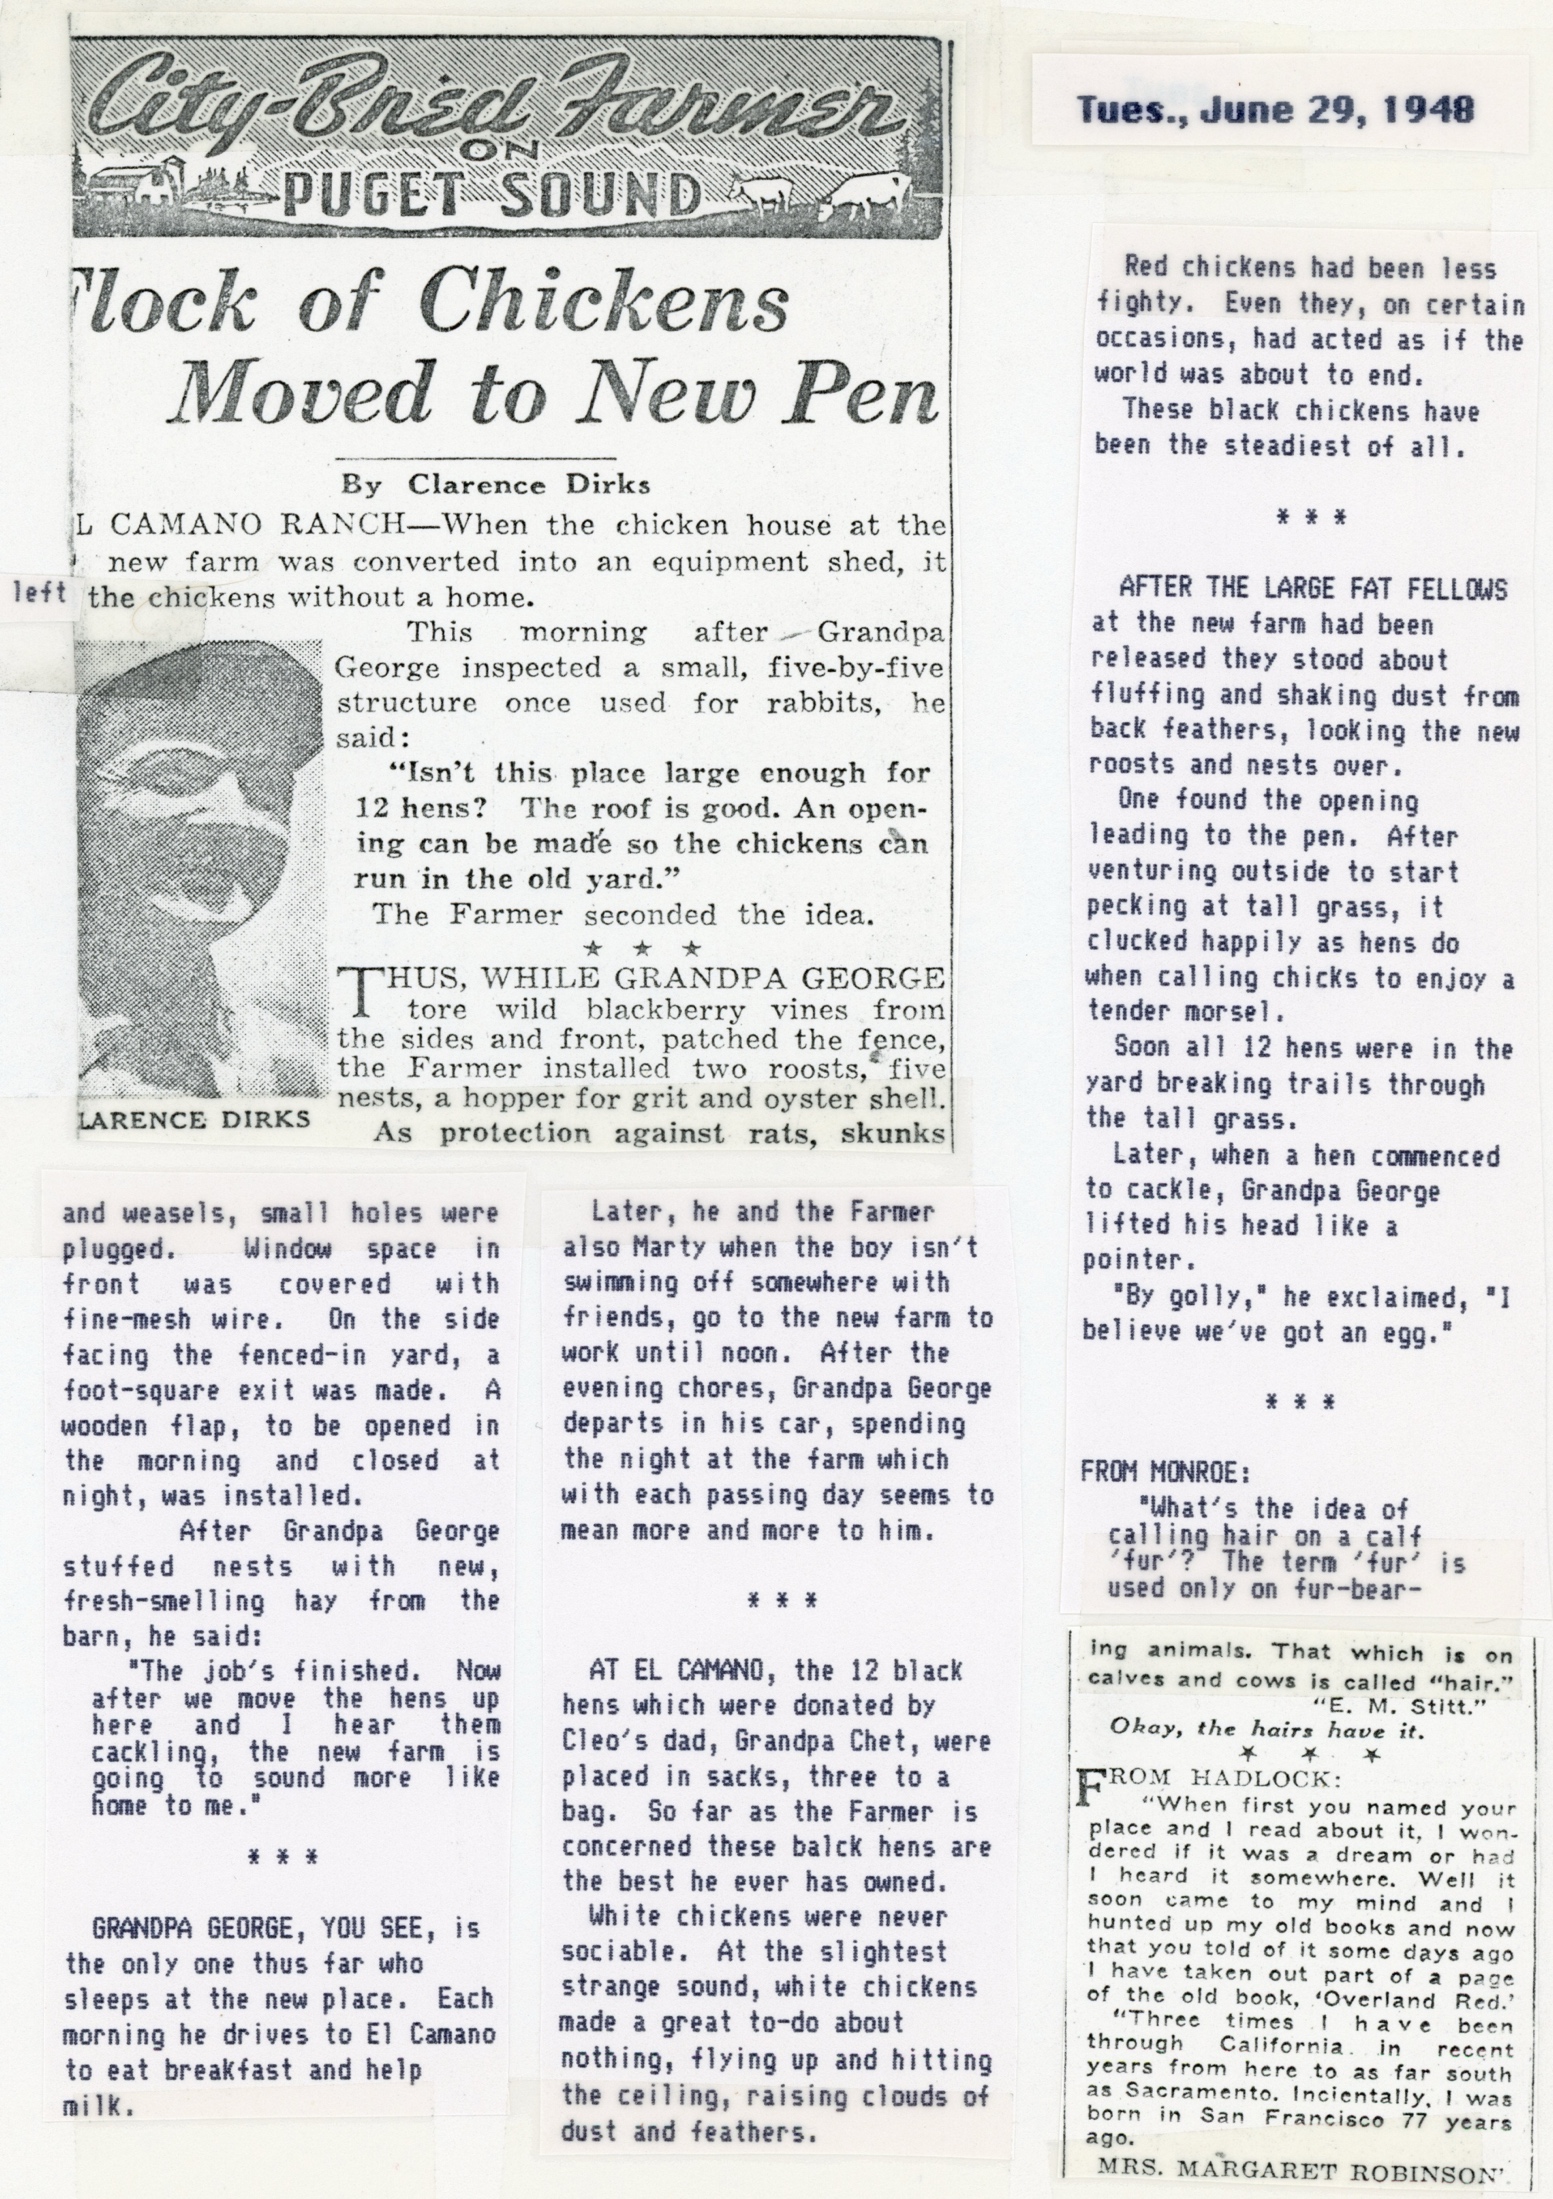 City-Bred Farmer
ON
PUGET SOUND
Flock of Chickens
Moved to New Pen
By Clarence Dirks
L CAMANO RANCH—When the chicken house at the
new farm was converted into an equipment shed, it
left the chickens without a home.
This morning after Grandpa
George inspected a small, five-by-five
structure once used for rabbits, he
said:
“Isn't this place large enough for
12 hens? The roof is good. An open-
ing can be made so the chickens can
run in the old yard.”
The Farmer seconded the idea.
★ ★ ★
THUS, WHILE GRANDPA GEORGE
tore wild blackberry vines from
the sides and front, patched the fence,
the Farmer installed two roosts, five
nests, a hopper for grit and oyster shell.
As protection against rats, skunks
LARENCE DIRKS
and weasels, small holes were
plugged. Window space in
front was covered with
fine-mesh wire. On the side
facing the fenced-in yard, a
foot-square exit was made. A
wooden flap, to be opened in
the morning and closed at
night, was installed.
After Grandpa George
stuffed nests with new,
fresh-smelling hay from the
barn, he said:
"The job's finished. Now
after we move the hens up
here and I hear them
cackling, the new farm is
going to sound more like
home to me."
* * *
GRANDPA GEORGE, YOU SEE, is
the only one thus far who
sleeps at the new place. Each
morning he drives to El Camano
to eat breakfast and help
milk.
Later, he and the Farmer
also Marty when the boy isn't
swimming off somewhere with
friends, go to the new farm to
work until noon. After the
evening chores, Grandpa George
departs in his car, spending
the night at the farm which
with each passing day seems to
mean more and more to him.
* * *
AT EL CAMANO, the 12 black
hens which were donated by
Cleo's dad, Grandpa Chet, were
placed in sacks, three to a
bag. So far as the Farmer is
concerned these balck hens are
the best he ever has owned.
White chickens were never
sociable. At the slightest
strange sound, white chickens
made a great to-do about
nothing, flying up and hitting
the ceiling, raising clouds of
dust and feathers.
Tues., June 29, 1948
Red chickens had been less
fighty. Even they, on certain
occasions, had acted as if the
world was about to end.
These black chickens have
been the steadiest of all.
* * *
AFTER THE LARGE FAT FELLOWS
at the new farm had been
released they stood about
fluffing and shaking dust from
back feathers, looking the new
roosts and nests over.
One found the opening
leading to the pen. After
venturing outside to start
pecking at tall grass, it
clucked happily as hens do
when calling chicks to enjoy a
tender morsel.
Soon all 12 hens were in the
yard breaking trails through
the tall grass.
Later, when a hen commenced
to cackle, Grandpa George
lifted his head like a
pointer.
"By golly," he exclaimed, "I
believe we've got an egg."
* * *
FROM MONROE:
"What's the idea of
calling hair on a calf
'fur'? The term 'fur' is
used only on fur-bear-
ing animals. That which is on
calves and cows is called “hair.”
“E. M. Stitt.”
Okay, the hairs have it.
★ ★ ★
FROM HADLOCK:
“When first you named your
place and I read about it, I won-
dered if it was a dream or had
I heard it somewhere. Well it
soon came to my mind and I
hunted up my old books and now
that you told of it some days ago
I have taken out part of a page
of the old book, ‘Overland Red.’
“Three times I have been
through California in recent
years from here to as far south
as Sacramento. Incientally, I was
born in San Francisco 77 years
ago.
MRS. MARGARET ROBINSON’